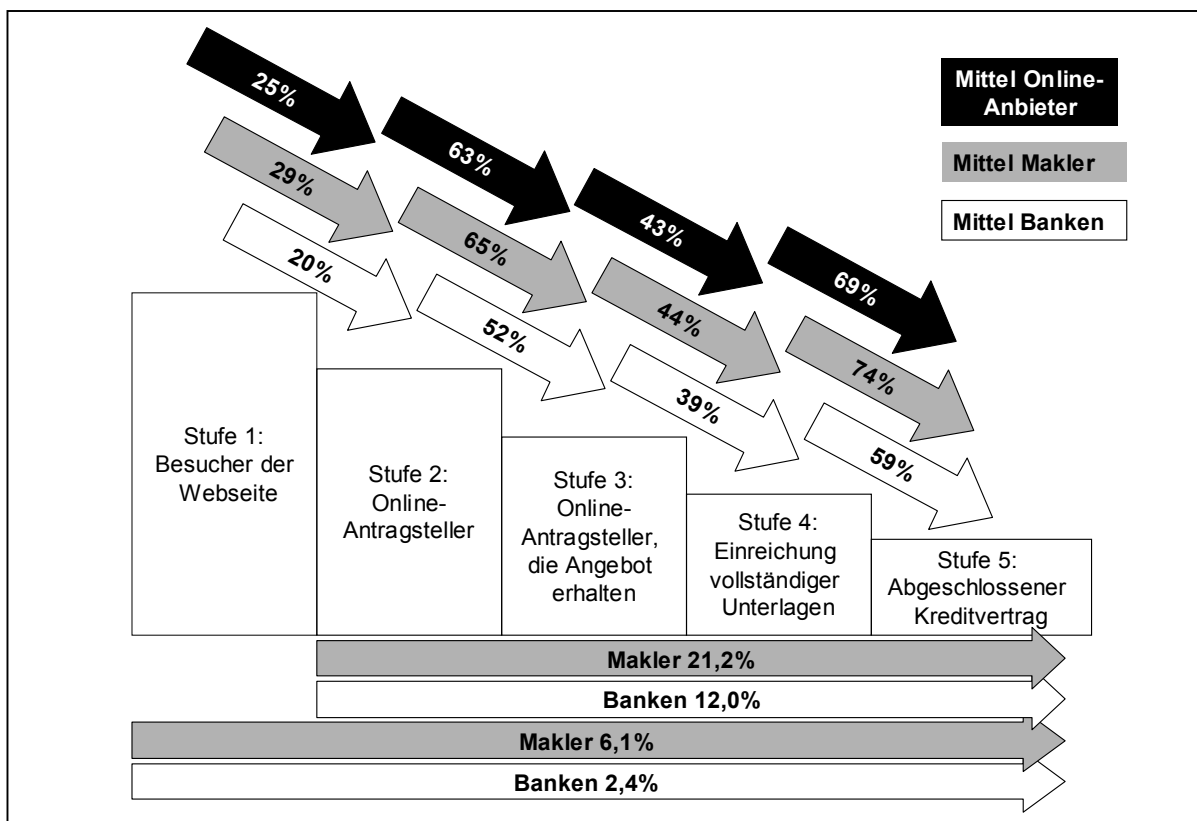 25%
63%
43%
69%
29%
65%
44%
74%
20%
52%
39%
59%
Mittel Online-
Anbieter
Mittel Makler
Mittel Banken
Stufe 1:
Besucher der
Webseite
Stufe 2:
Online-
Antragsteller
Stufe 3:
Online-
Antragsteller,
die Angebot
erhalten
Stufe 4:
Einreichung
vollständiger
Unterlagen
Stufe 5:
Abgeschlossener
Kreditvertrag
Makler 21,2%
Banken 12,0%
Makler 6,1%
Banken 2,4%